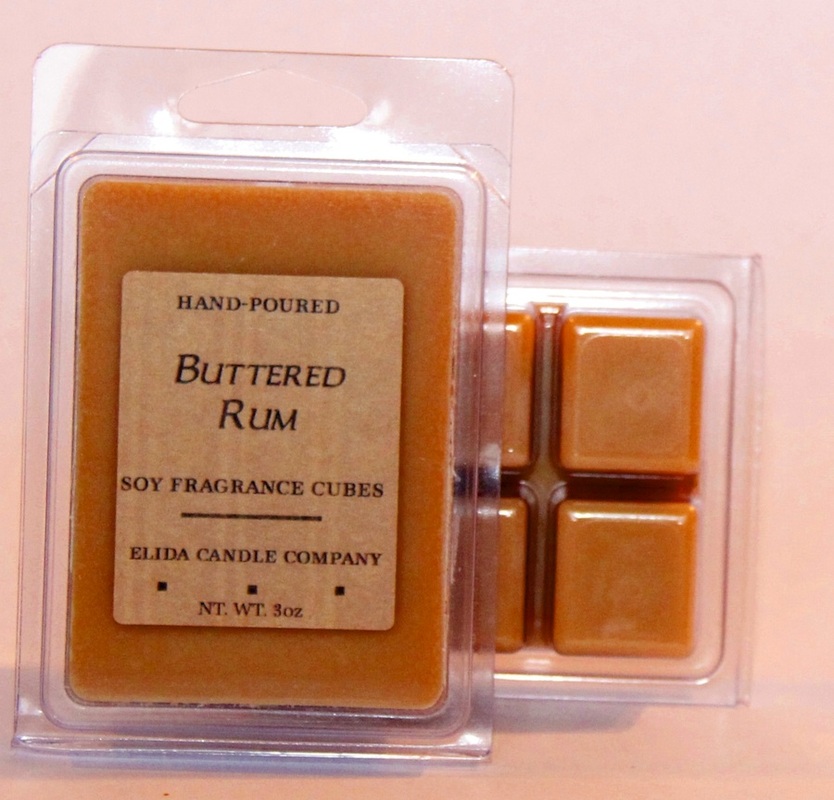 HAND-POURED
BUTTERED
RUM
SOY FRAGRANCE CUBES
ELIDA CANDLE COMPANY
NT. WT. 3oz